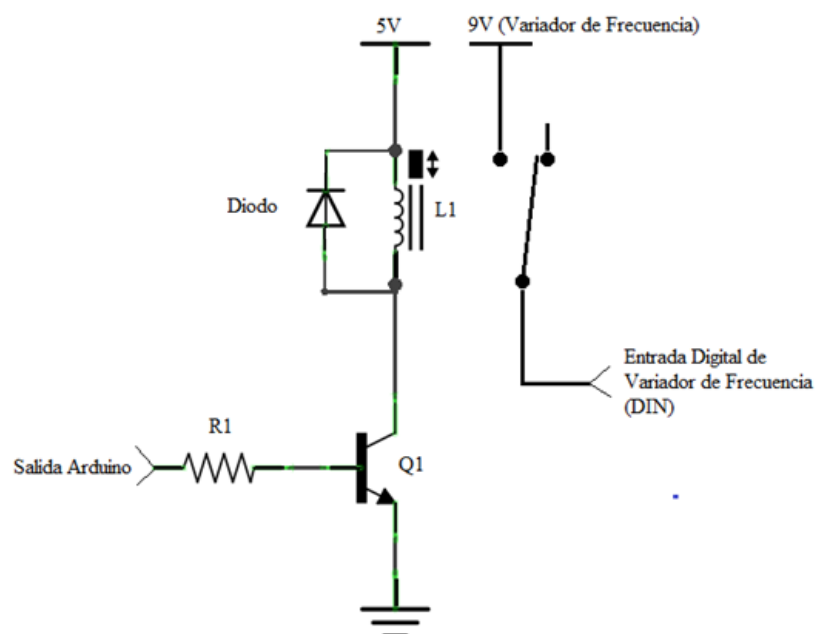 5V
9V (Variador de Frecuencia)
Diodo
L1
Entrada Digital de
Variador de Frecuencia
(DIN)
R1
Salida Arduino
Q1